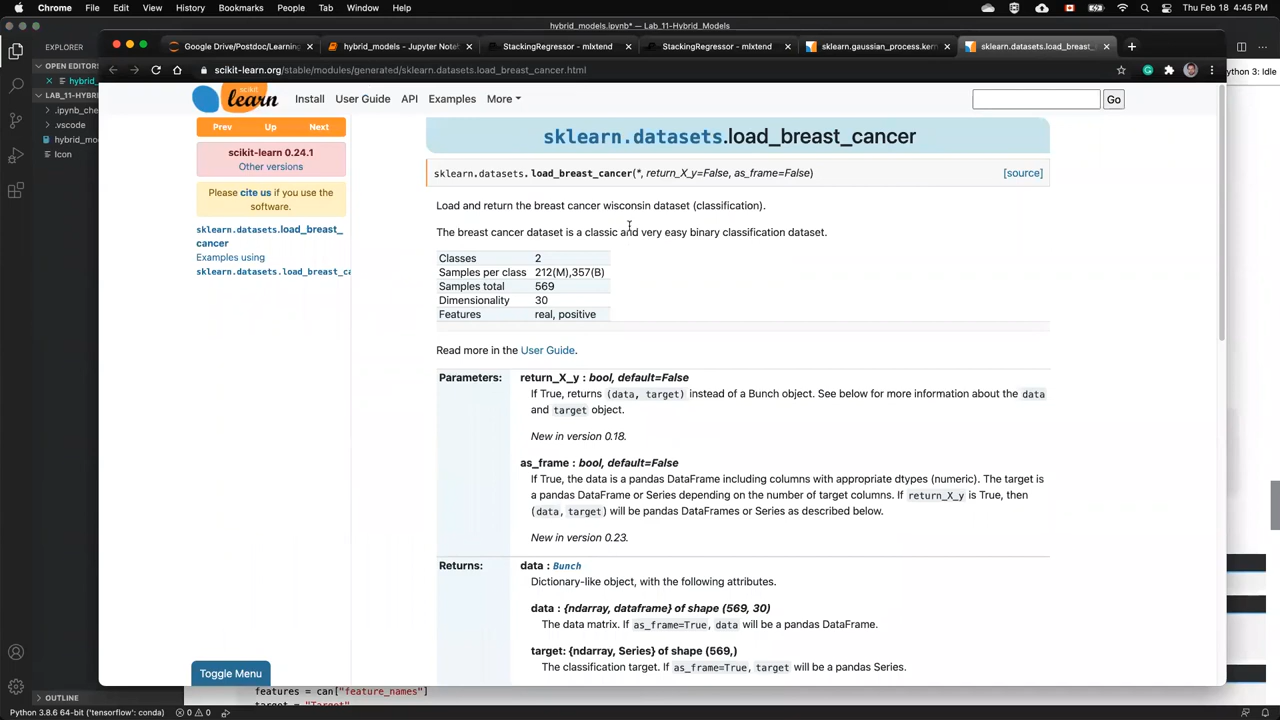 Chrome File Edit View History Bookmarks People Tab Window Help
Thu Feb 18 4:45 PM
hybrid_models.ipynb* — Lab_11-Hybrid_Models
EXPLORER
OPEN EDITORS
hybrid_
LAB_11-HYBRI
.ipynb_che
.vscode
hybrid_mo
Icon
Google Drive/Postdoc/Learning
hybrid_models - Jupyter Note
StackingRegressor - mlxtend
StackingRegressor - mlxtend
sklearn.gaussian_process.kern
sklearn.datasets.load_breast_
ython 3: Idle
scikit-learn.org/stable/modules/generated/sklearn.datasets.load_breast_cancer.html
scikit
learn
Install User Guide API Examples More
Go
Prev Up Next
scikit-learn 0.24.1
Other versions
Please cite us if you use the
software.
sklearn.datasets.load_breast_
cancer
Examples using
sklearn.datasets.load_breast_ca
sklearn.datasets.load_breast_cancer
sklearn.datasets.load_breast_cancer(*, return_X_y=False, as_frame=False)
[source]
Load and return the breast cancer wisconsin dataset (classification).
The breast cancer dataset is a classic and very easy binary classification dataset.
Classes 2
Samples per class 212(M),357(B)
Samples total 569
Dimensionality 30
Features real, positive
Read more in the User Guide.
Parameters:
return_X_y : bool, default=False
If True, returns (data, target) instead of a Bunch object. See below for more information about the data
and target object.
New in version 0.18.
as_frame : bool, default=False
If True, the data is a pandas DataFrame including columns with appropriate dtypes (numeric). The target is
a pandas DataFrame or Series depending on the number of target columns. If return_X_y is True, then
(data, target) will be pandas DataFrames or Series as described below.
New in version 0.23.
Returns:
data : Bunch
Dictionary-like object, with the following attributes.
data : {ndarray, dataframe} of shape (569, 30)
The data matrix. If as_frame=True, data will be a pandas DataFrame.
target: {ndarray, Series} of shape (569,)
The classification target. If as_frame=True, target will be a pandas Series.
Toggle Menu
features = can["feature_names"]
target = "Target"
OUTLINE
Python 3.8.6 64-bit ('tensorflow': conda) 0 0